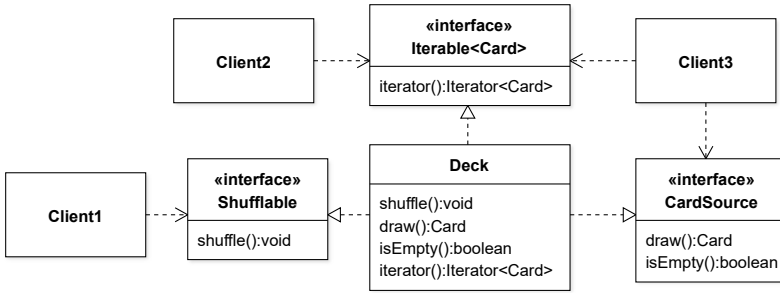 «interface»
Iterable<Card>
iterator():Iterator<Card>
Client2
Client3
Deck
shuffle():void
draw():Card
isEmpty():boolean
iterator():Iterator<Card>
«interface»
Shufflable
shuffle():void
Client1
«interface»
CardSource
draw():Card
isEmpty():boolean